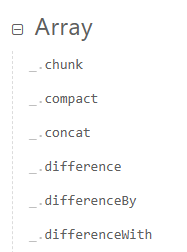 Array
_.chunk
_.compact
_.concat
_.difference
_.differenceBy
_.differenceWith